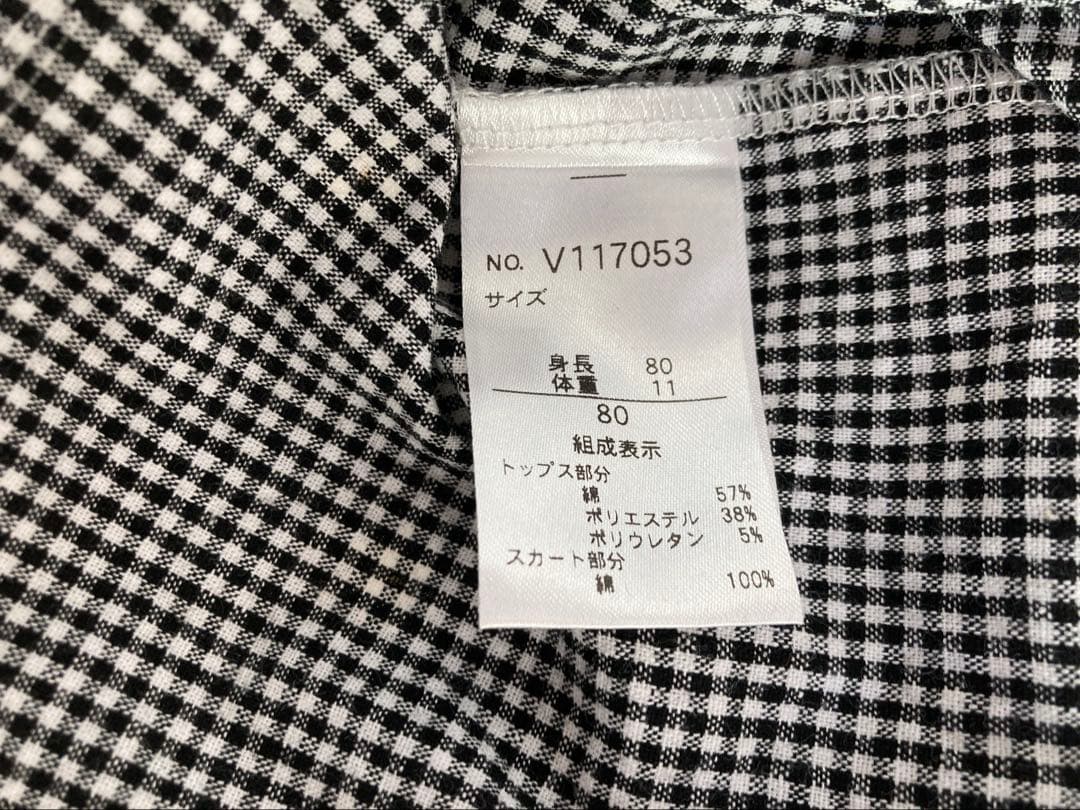 NO. V117053
サイズ
身長 80
体重 11
80
組成表示
トップス部分
綿 57%
ポリエステル 38%
ポリウレタン 5%
スカート部分
綿 100%